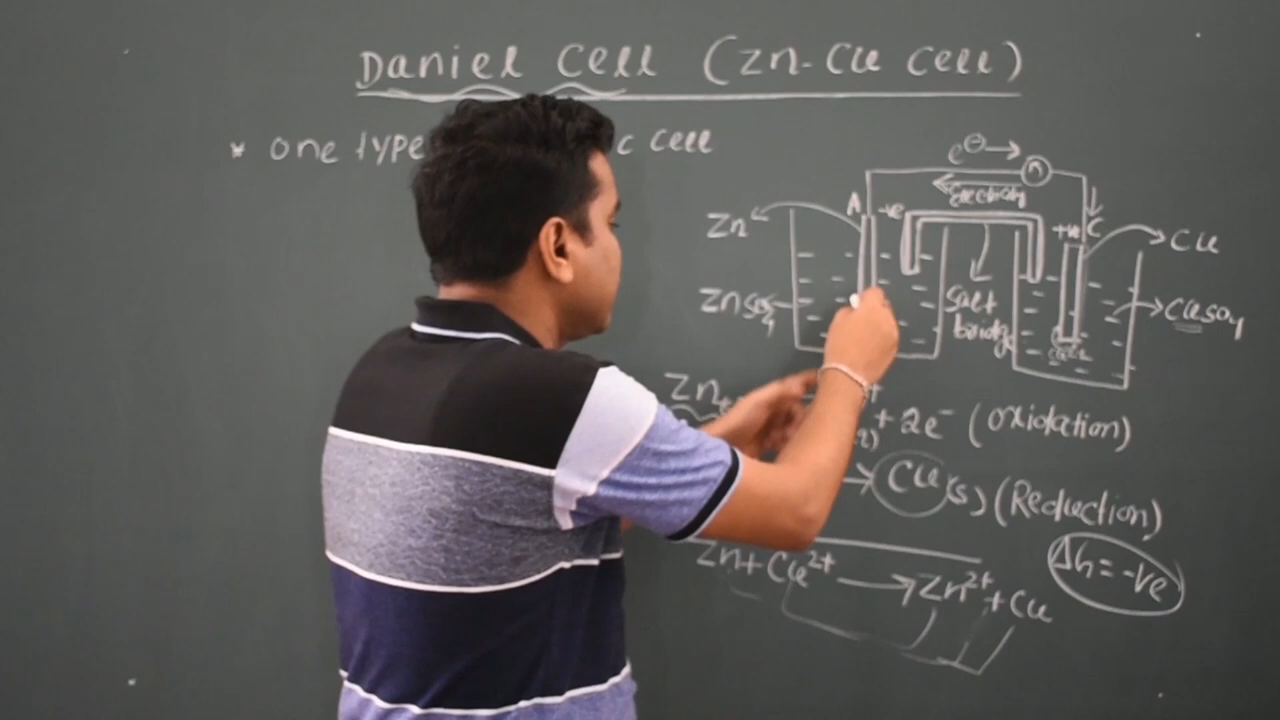 Daniel Cell (Zn-Cu Cell)
* one type c cell
e⊖ →
A -ve +ve C
Zn Cu
ZnSO4 Salt bridge CuSO4
Zn + 2e⁻ (Oxidation)
→ Cu(s) (Reduction)
Zn + Cu²⁺ → Zn²⁺ + Cu
Δh = -ve